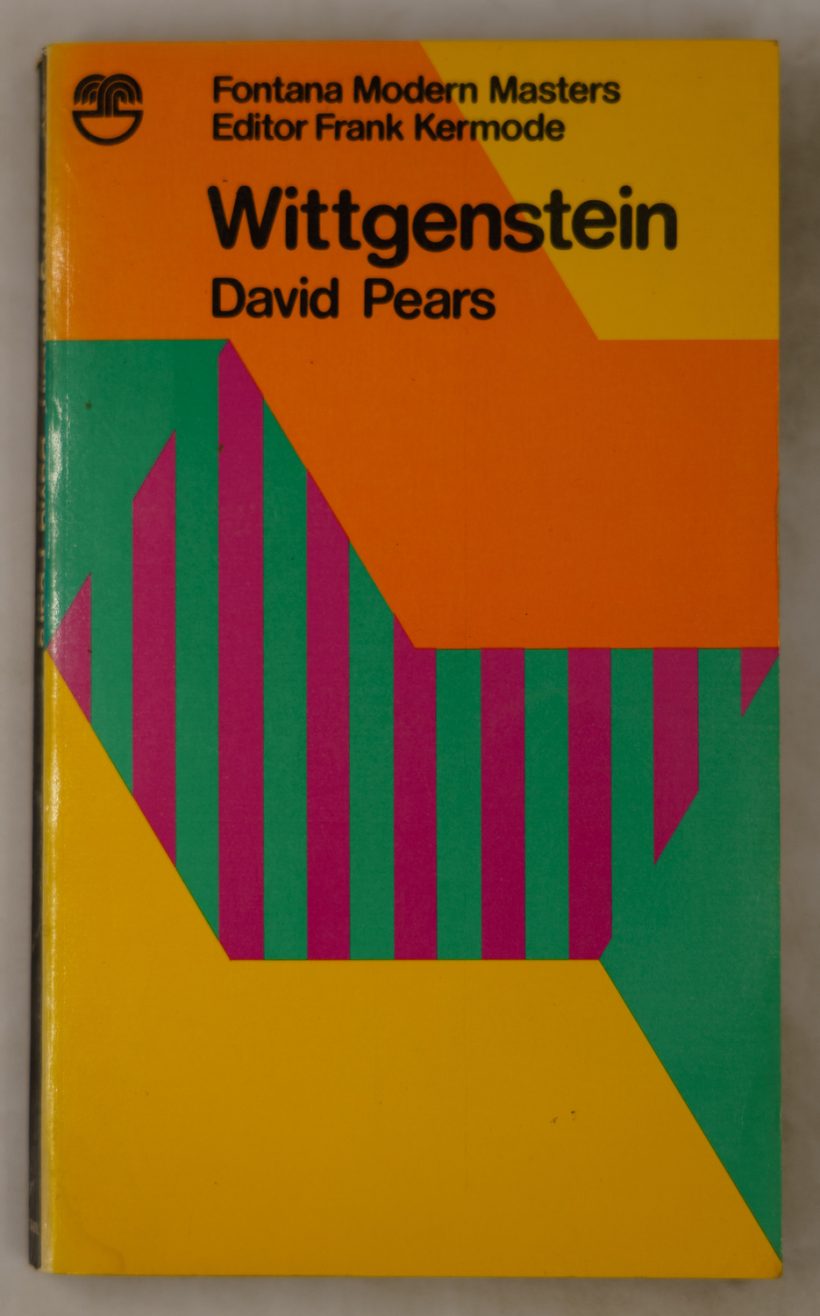 Fontana Modern Masters
Editor Frank Kermode
Wittgenstein
David Pears